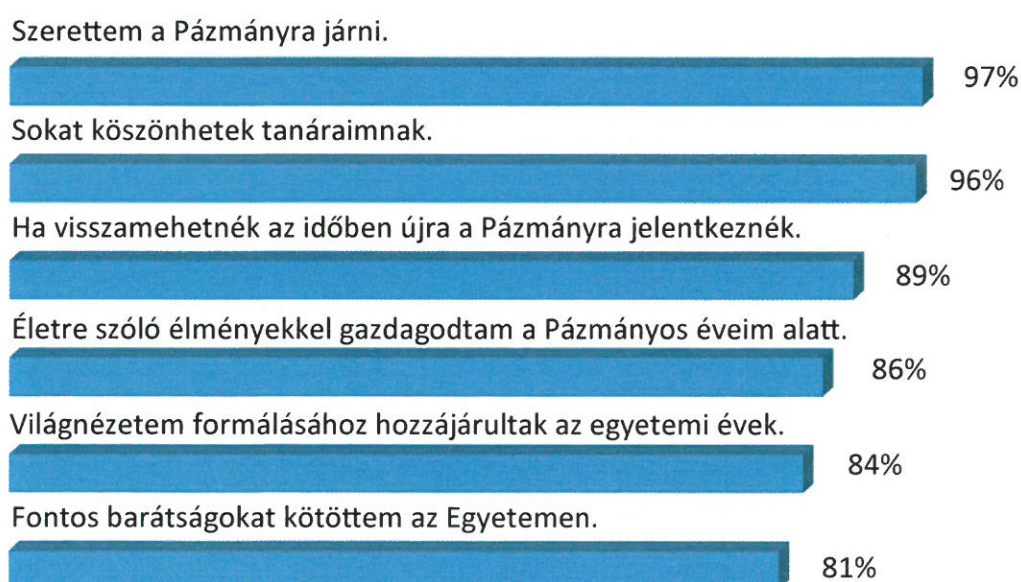 Szerettem a Pázmányra járni.
97%
Sokat köszönhetek tanáraimnak.
96%
Ha visszamehetnék az időben újra a Pázmányra jelentkeznék.
89%
Életre szóló élményekkel gazdagodtam a Pázmányos éveim alatt.
86%
Világnézetem formálásához hozzájárultak az egyetemi évek.
84%
Fontos barátságokat kötöttem az Egyetemen.
81%